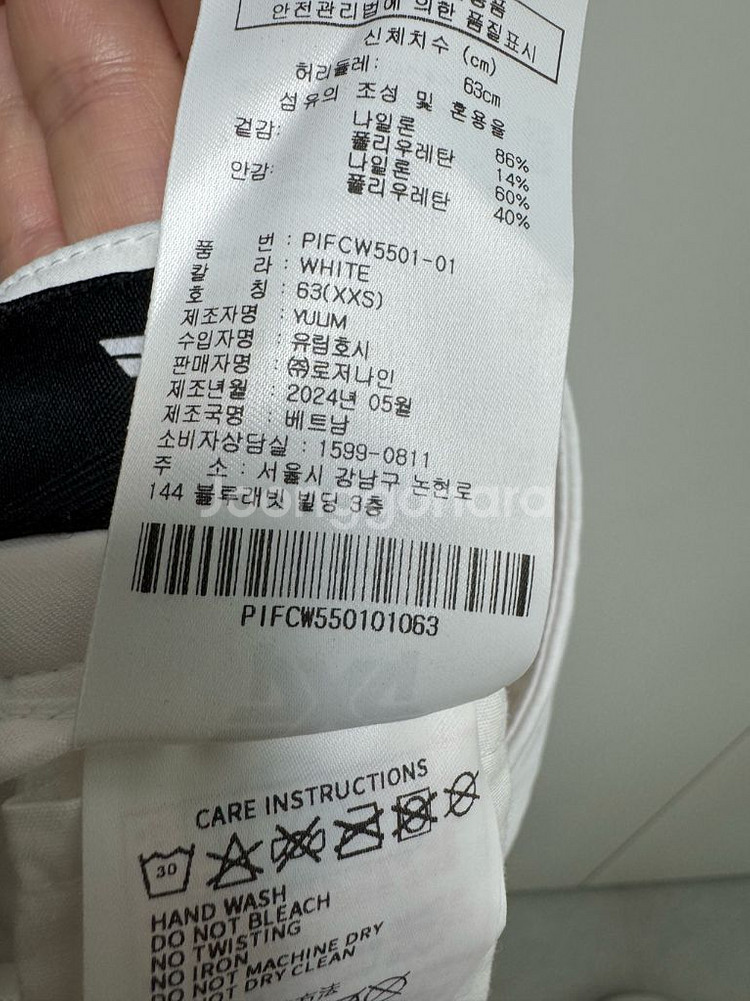 안전관리법에 의한 품질표시
신체치수 (cm)
허리둘레: 63cm
섬유의 조성 및 혼용율
겉감: 나일론 86%
폴리우레탄 14%
안감: 나일론 60%
폴리우레탄 40%
품 번 : PIFCW5501-01
칼 라 : WHITE
호 칭 : 63(XXS)
제조자명 : YUUM
수입자명 : 유림호시
판매자명 : ㈜로저나인
제조년월 : 2024년 05월
제조국명 : 베트남
소비자상담실 : 1599-0811
주 소 : 서울시 강남구 논현로
144 블루래빗 빌딩 3층
Joonggonara
PIFCW550101063
CARE INSTRUCTIONS
30
HAND WASH
DO NOT BLEACH
NO TWISTING
NO IRON
DO NOT MACHINE DRY
DO NOT DRY CLEAN
方法